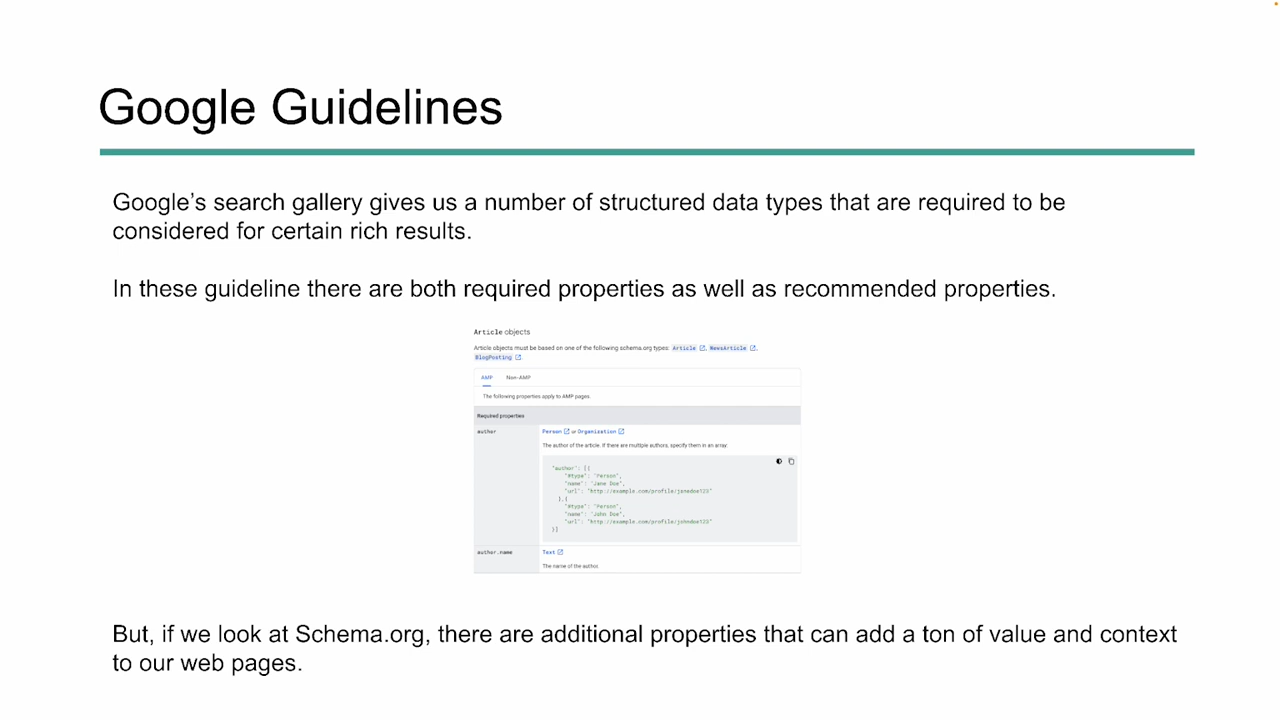 Google Guidelines
Google’s search gallery gives us a number of structured data types that are required to be
considered for certain rich results.
In these guideline there are both required properties as well as recommended properties.
Article objects
Article objects must be based on one of the following schema.org types: Article, NewsArticle,
BlogPosting.
AMP Non-AMP
The following properties apply to AMP pages.
Required properties
author Person or Organization
The author of the article. If there are multiple authors, specify them in an array:
"author": [{
"@type": "Person",
"name": "Jane Doe",
"url": "http://example.com/profile/janedoe123"
},{
"@type": "Person",
"name": "John Doe",
"url": "http://example.com/profile/johndoe123"
}]
author.name Text
The name of the author.
But, if we look at Schema.org, there are additional properties that can add a ton of value and context
to our web pages.